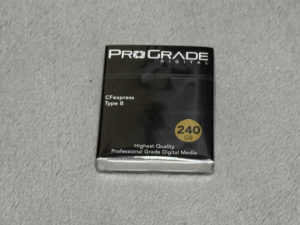 PROGRADE
DIGITAL
CFexpress
Type B
240
GB
Highest Quality
Professional Grade Digital Media